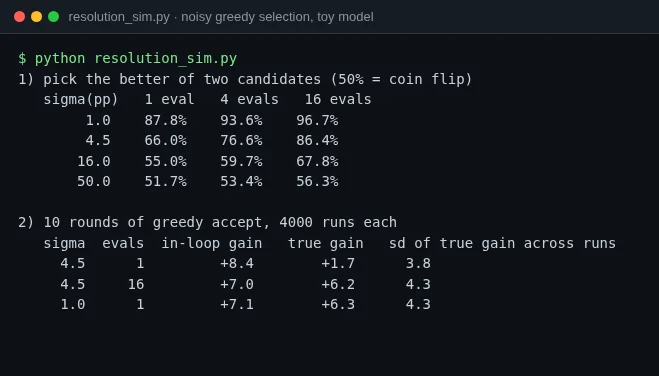 resolution_sim.py · noisy greedy selection, toy model
$ python resolution_sim.py
1) pick the better of two candidates (50% = coin flip)
sigma(pp) 1 eval 4 evals 16 evals
1.0 87.8% 93.6% 96.7%
4.5 66.0% 76.6% 86.4%
16.0 55.0% 59.7% 67.8%
50.0 51.7% 53.4% 56.3%
2) 10 rounds of greedy accept, 4000 runs each
sigma evals in-loop gain true gain sd of true gain across runs
4.5 1 +8.4 +1.7 3.8
4.5 16 +7.0 +6.2 4.3
1.0 1 +7.1 +6.3 4.3